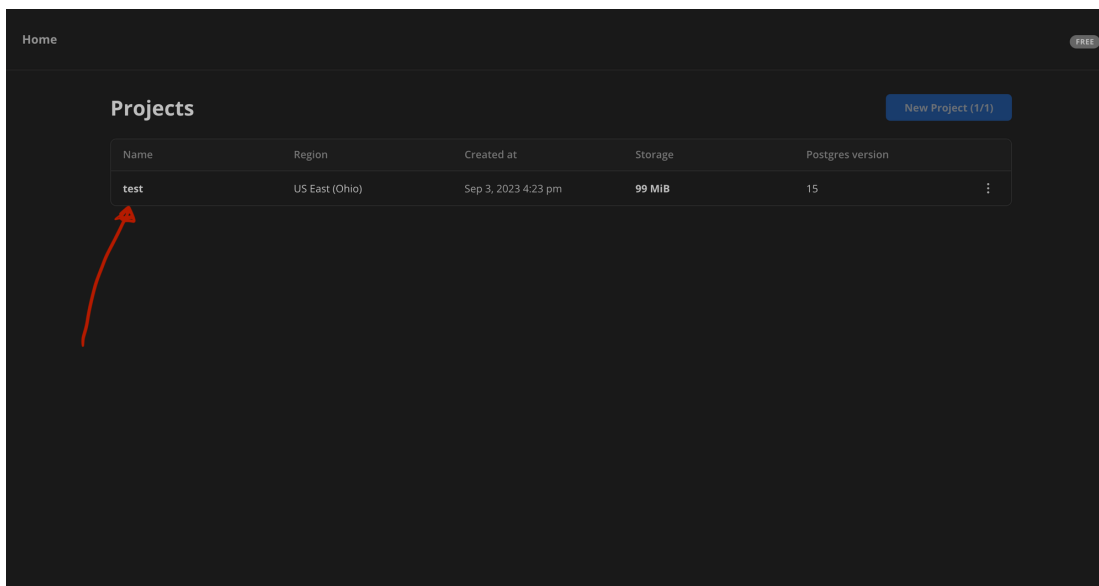 Home
FREE
Projects
New Project (1/1)
Name Region Created at Storage Postgres version
test US East (Ohio) Sep 3, 2023 4:23 pm 99 MiB 15